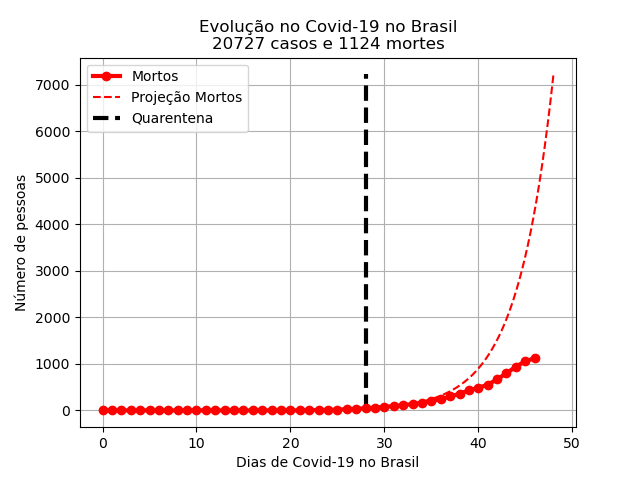 Evolução no Covid-19 no Brasil
20727 casos e 1124 mortes
Mortos
Projeção Mortos
Quarentena
Número de pessoas
7000
6000
5000
4000
3000
2000
1000
0
0 10 20 30 40 50
Dias de Covid-19 no Brasil